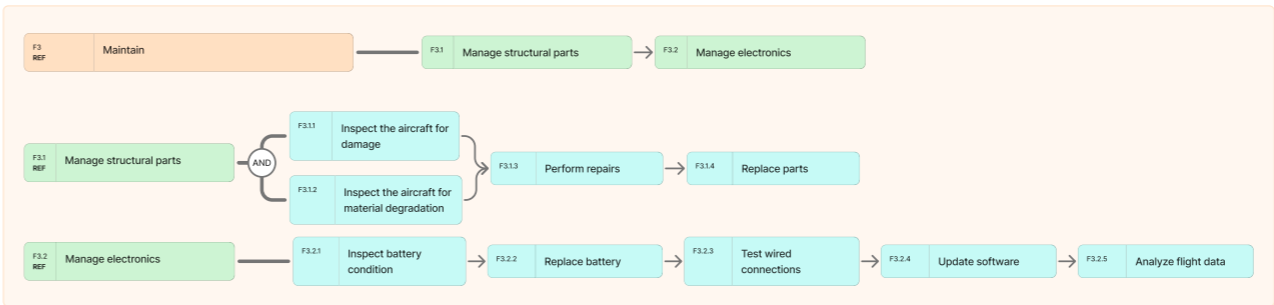 F3
REF
Maintain
F3.1
Manage structural parts
F3.2
Manage electronics
F3.1
REF
Manage structural parts
AND
F3.1.1
Inspect the aircraft for
damage
F3.1.2
Inspect the aircraft for
material degradation
F3.1.3
Perform repairs
F3.1.4
Replace parts
F3.2
REF
Manage electronics
F3.2.1
Inspect battery
condition
F3.2.2
Replace battery
F3.2.3
Test wired
connections
F3.2.4
Update software
F3.2.5
Analyze flight data